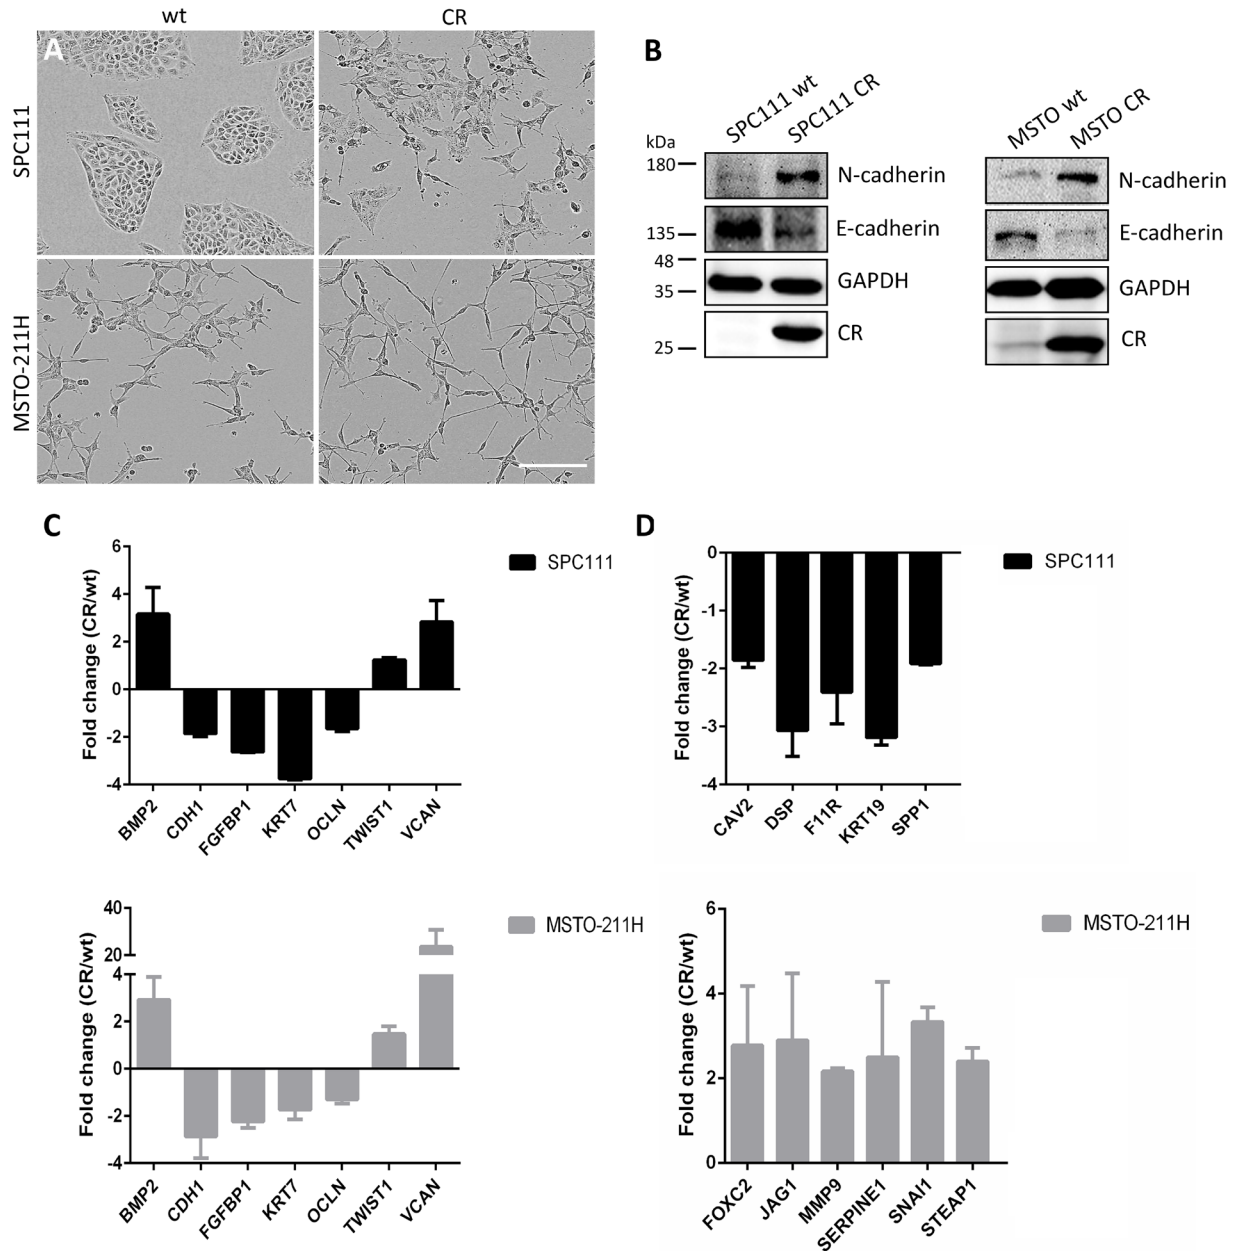 wt CR
A
SPC111
MSTO-211H
B
SPC111 wt
SPC111 CR
MSTO wt
MSTO CR
kDa
180
N-cadherin
N-cadherin
135
E-cadherin
E-cadherin
48
35
GAPDH
GAPDH
25
CR
CR
C
6
4
2
0
-2
-4
Fold change (CR/wt)
SPC111
BMP2
CDH1
FGFBP1
KRT7
OCLN
TWIST1
VCAN
D
0
-1
-2
-3
-4
Fold change (CR/wt)
SPC111
CAV2
DSP
F11R
KRT19
SPP1
40
20
4
2
0
-2
-4
Fold change (CR/wt)
MSTO-211H
BMP2
CDH1
FGFBP1
KRT7
OCLN
TWIST1
VCAN
6
4
2
0
Fold change (CR/wt)
MSTO-211H
FOXC2
JAG1
MMP9
SERPINE1
SNAI1
STEAP1